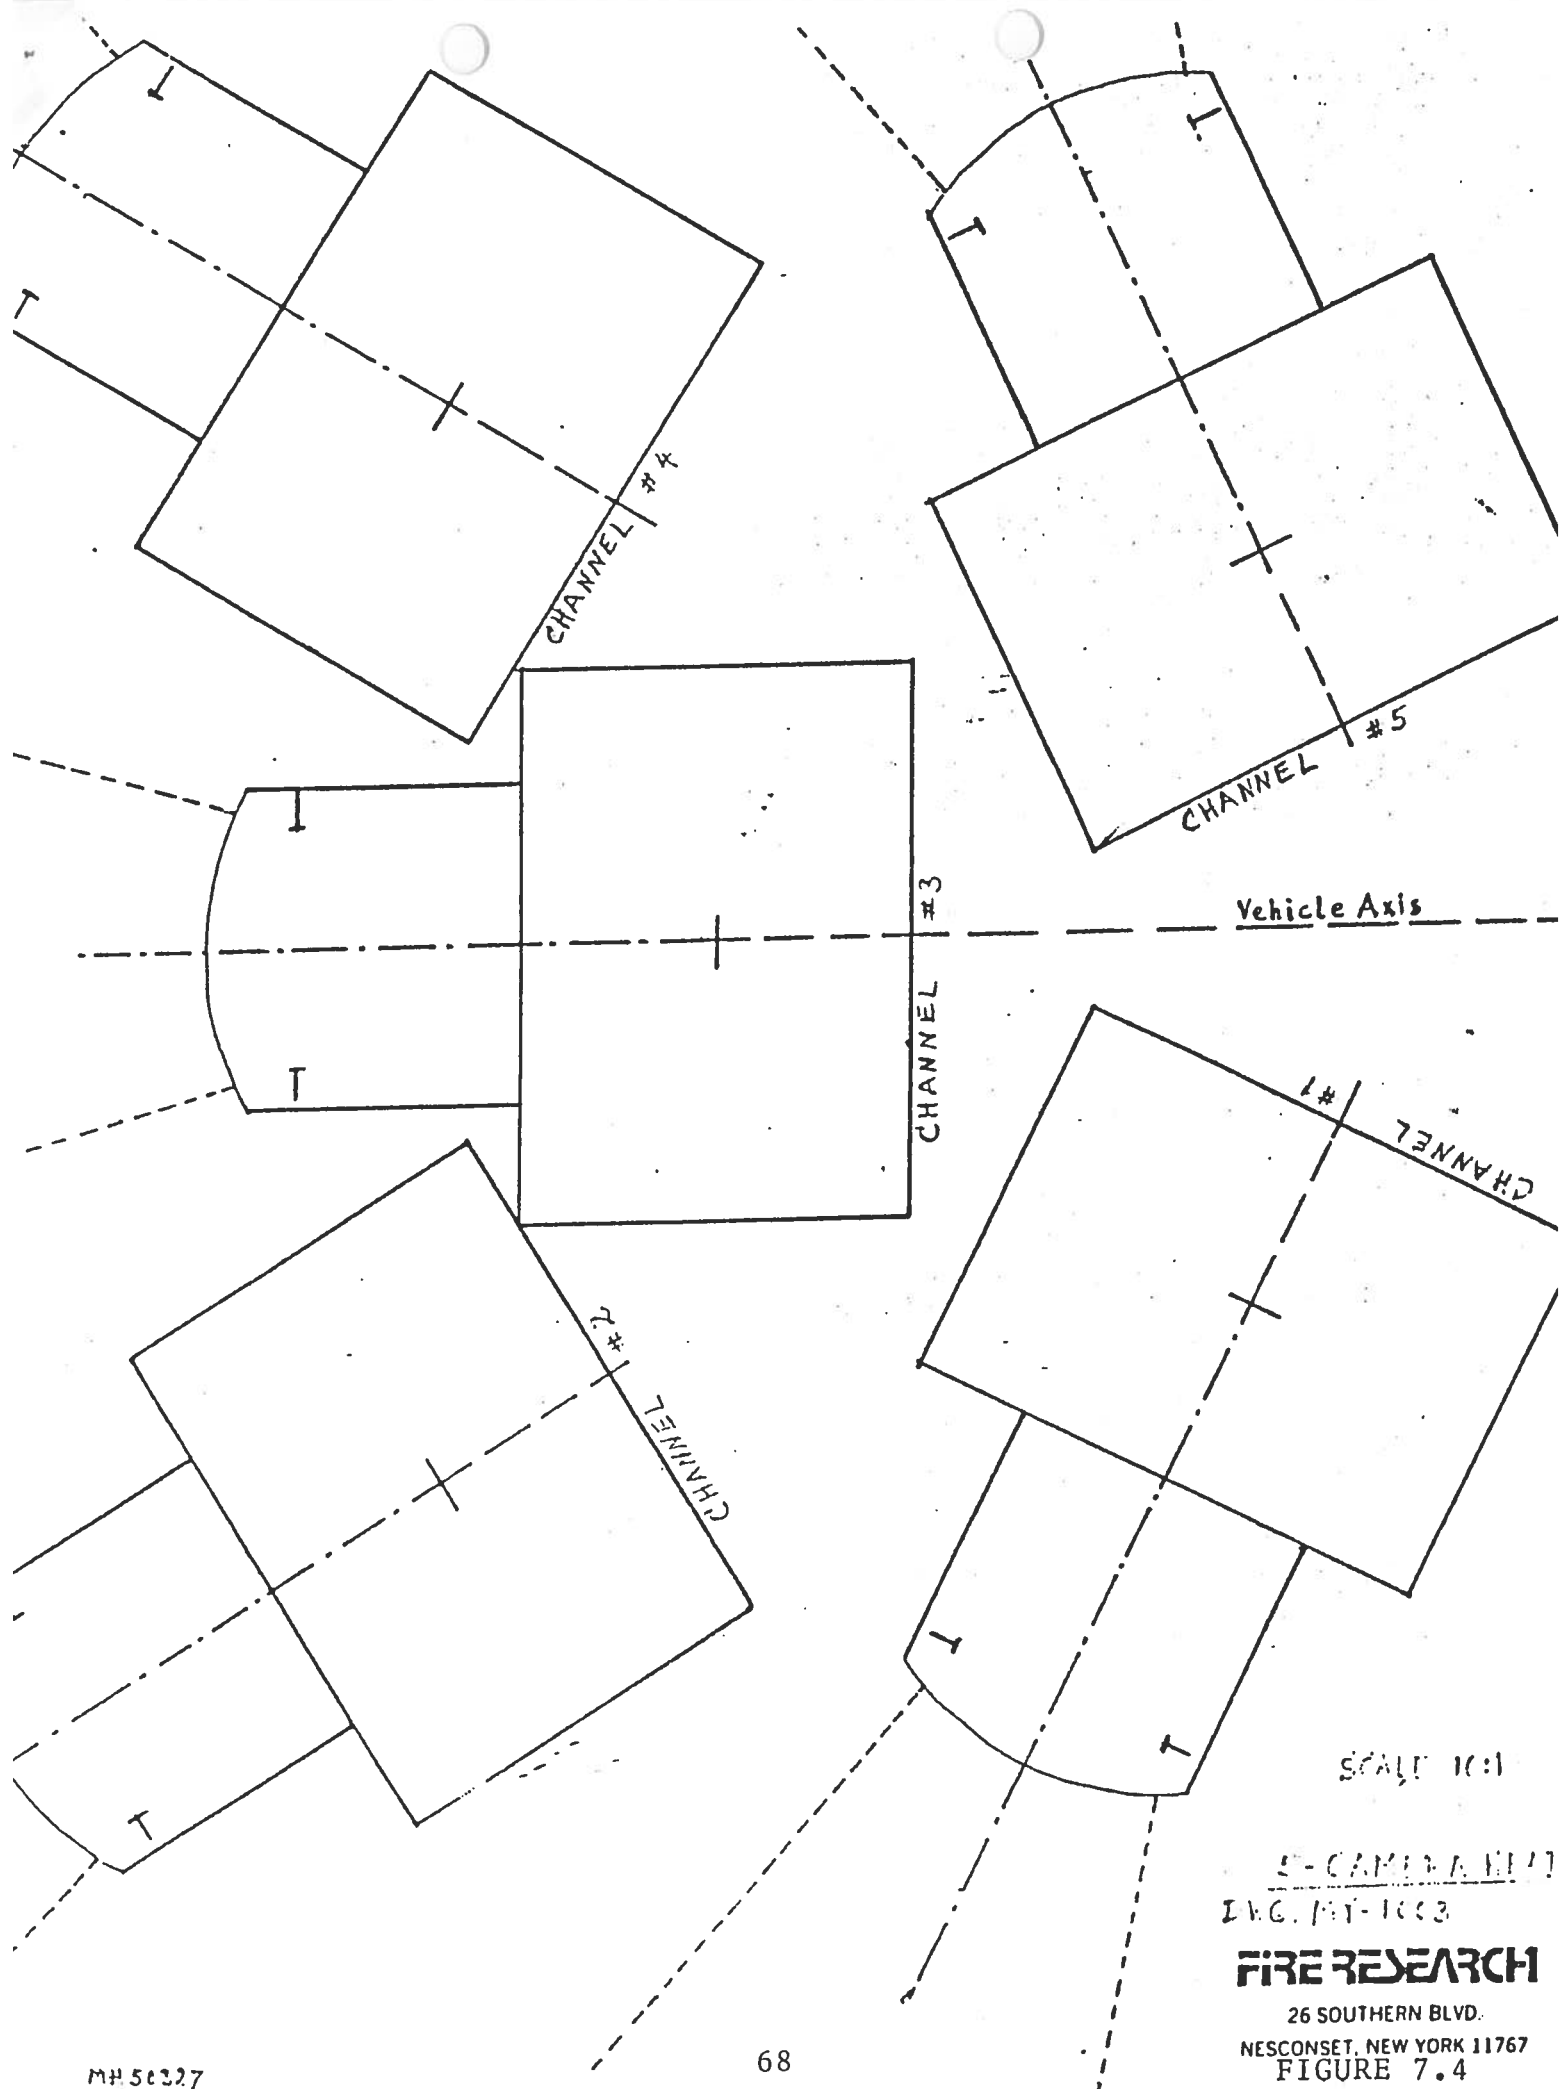 CHANNEL #4
CHANNEL #5
CHANNEL #3
Vehicle Axis
CHANNEL #1
CHANNEL #2
SCALE
FIRE RESEARCH
26 SOUTHERN BLVD.
NESCONSET, NEW YORK 11767
68
FIGURE 7.4